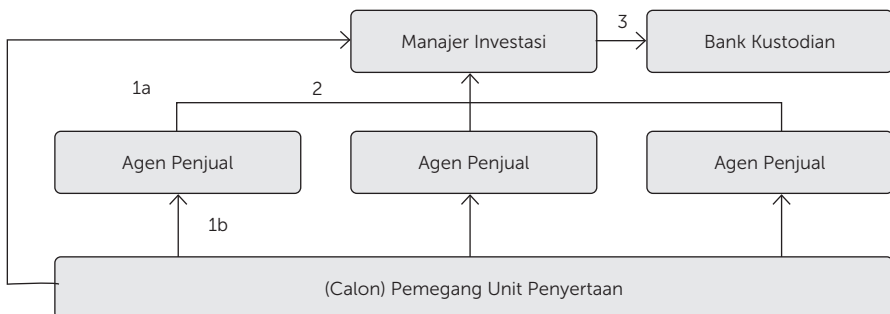 3
Manajer Investasi
Bank Kustodian
1a
2
Agen Penjual
Agen Penjual
Agen Penjual
1b
(Calon) Pemegang Unit Penyertaan